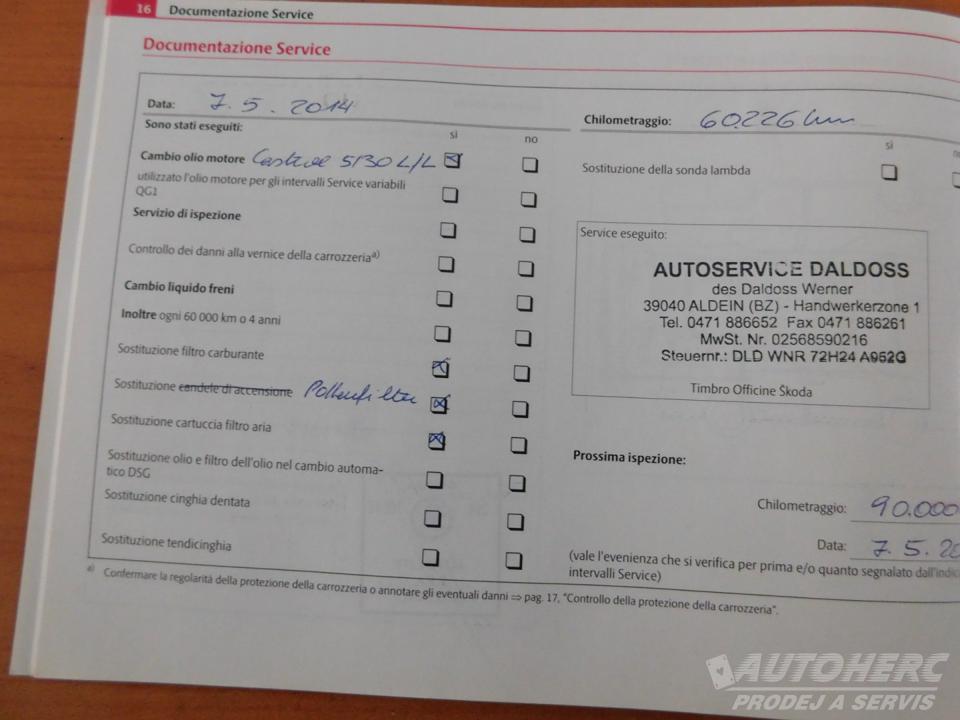 16 Documentazione Service
Documentazione Service
Data: 7. 5. 2014
Sono stati eseguiti:
sì no
Cambio olio motore Castrol 5W30 L/L
utilizzato l'olio motore per gli intervalli Service variabili
QG1
Servizio di ispezione
Controllo dei danni alla vernice della carrozzeria a)
Cambio liquido freni
Inoltre ogni 60 000 km o 4 anni
Sostituzione filtro carburante
Sostituzione candele di accensione Pollenfilter
Sostituzione cartuccia filtro aria
Sostituzione olio e filtro dell'olio nel cambio automa-
tico DSG
Sostituzione cinghia dentata
Sostituzione tendicinghia
a) Confermare la regolarità della protezione della carrozzeria o annotare gli eventuali danni ⇒ pag. 17, "Controllo della protezione della carrozzeria".
Chilometraggio: 60.226 km
sì
Sostituzione della sonda lambda
Service eseguito:
AUTOSERVICE DALDOSS
des Daldoss Werner
39040 ALDEIN (BZ) - Handwerkerzone 1
Tel. 0471 886652 Fax 0471 886261
MwSt. Nr. 02568590216
Steuernr.: DLD WNR 72H24 A952G
Timbro Officine Škoda
Prossima ispezione:
Chilometraggio: 90.000
Data: 7. 5. 20
(vale l'evenienza che si verifica per prima e/o quanto segnalato dall'indic
intervalli Service)
AUTOHERC
PRODEJ A SERVIS